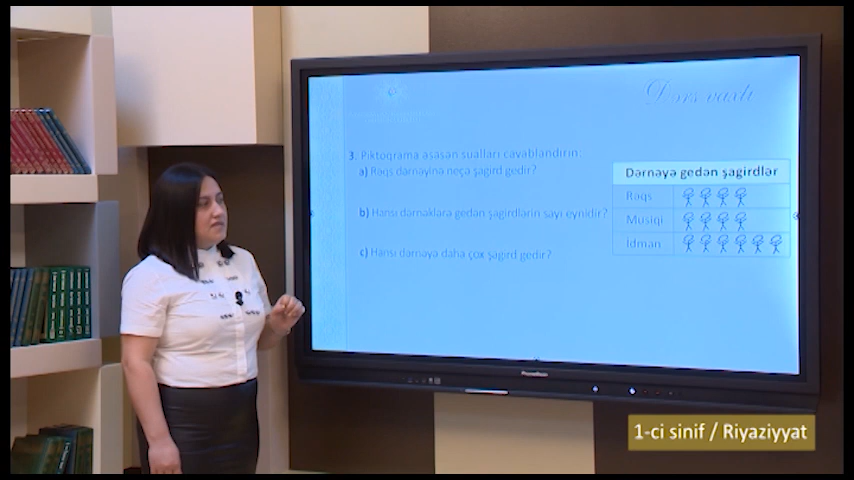 Dərs vaxtı
3. Piktoqrama əsasən sualları cavablandırın:
a) Rəqs dərnəyinə neçə şagird gedir?
b) Hansı dərnəklərə gedən şagirdlərin sayı eynidir?
c) Hansı dərnəyə daha çox şagird gedir?
Dərnəyə gedən şagirdlər
Rəqs
Musiqi
İdman
Promethean
1-ci sinif / Riyaziyyat